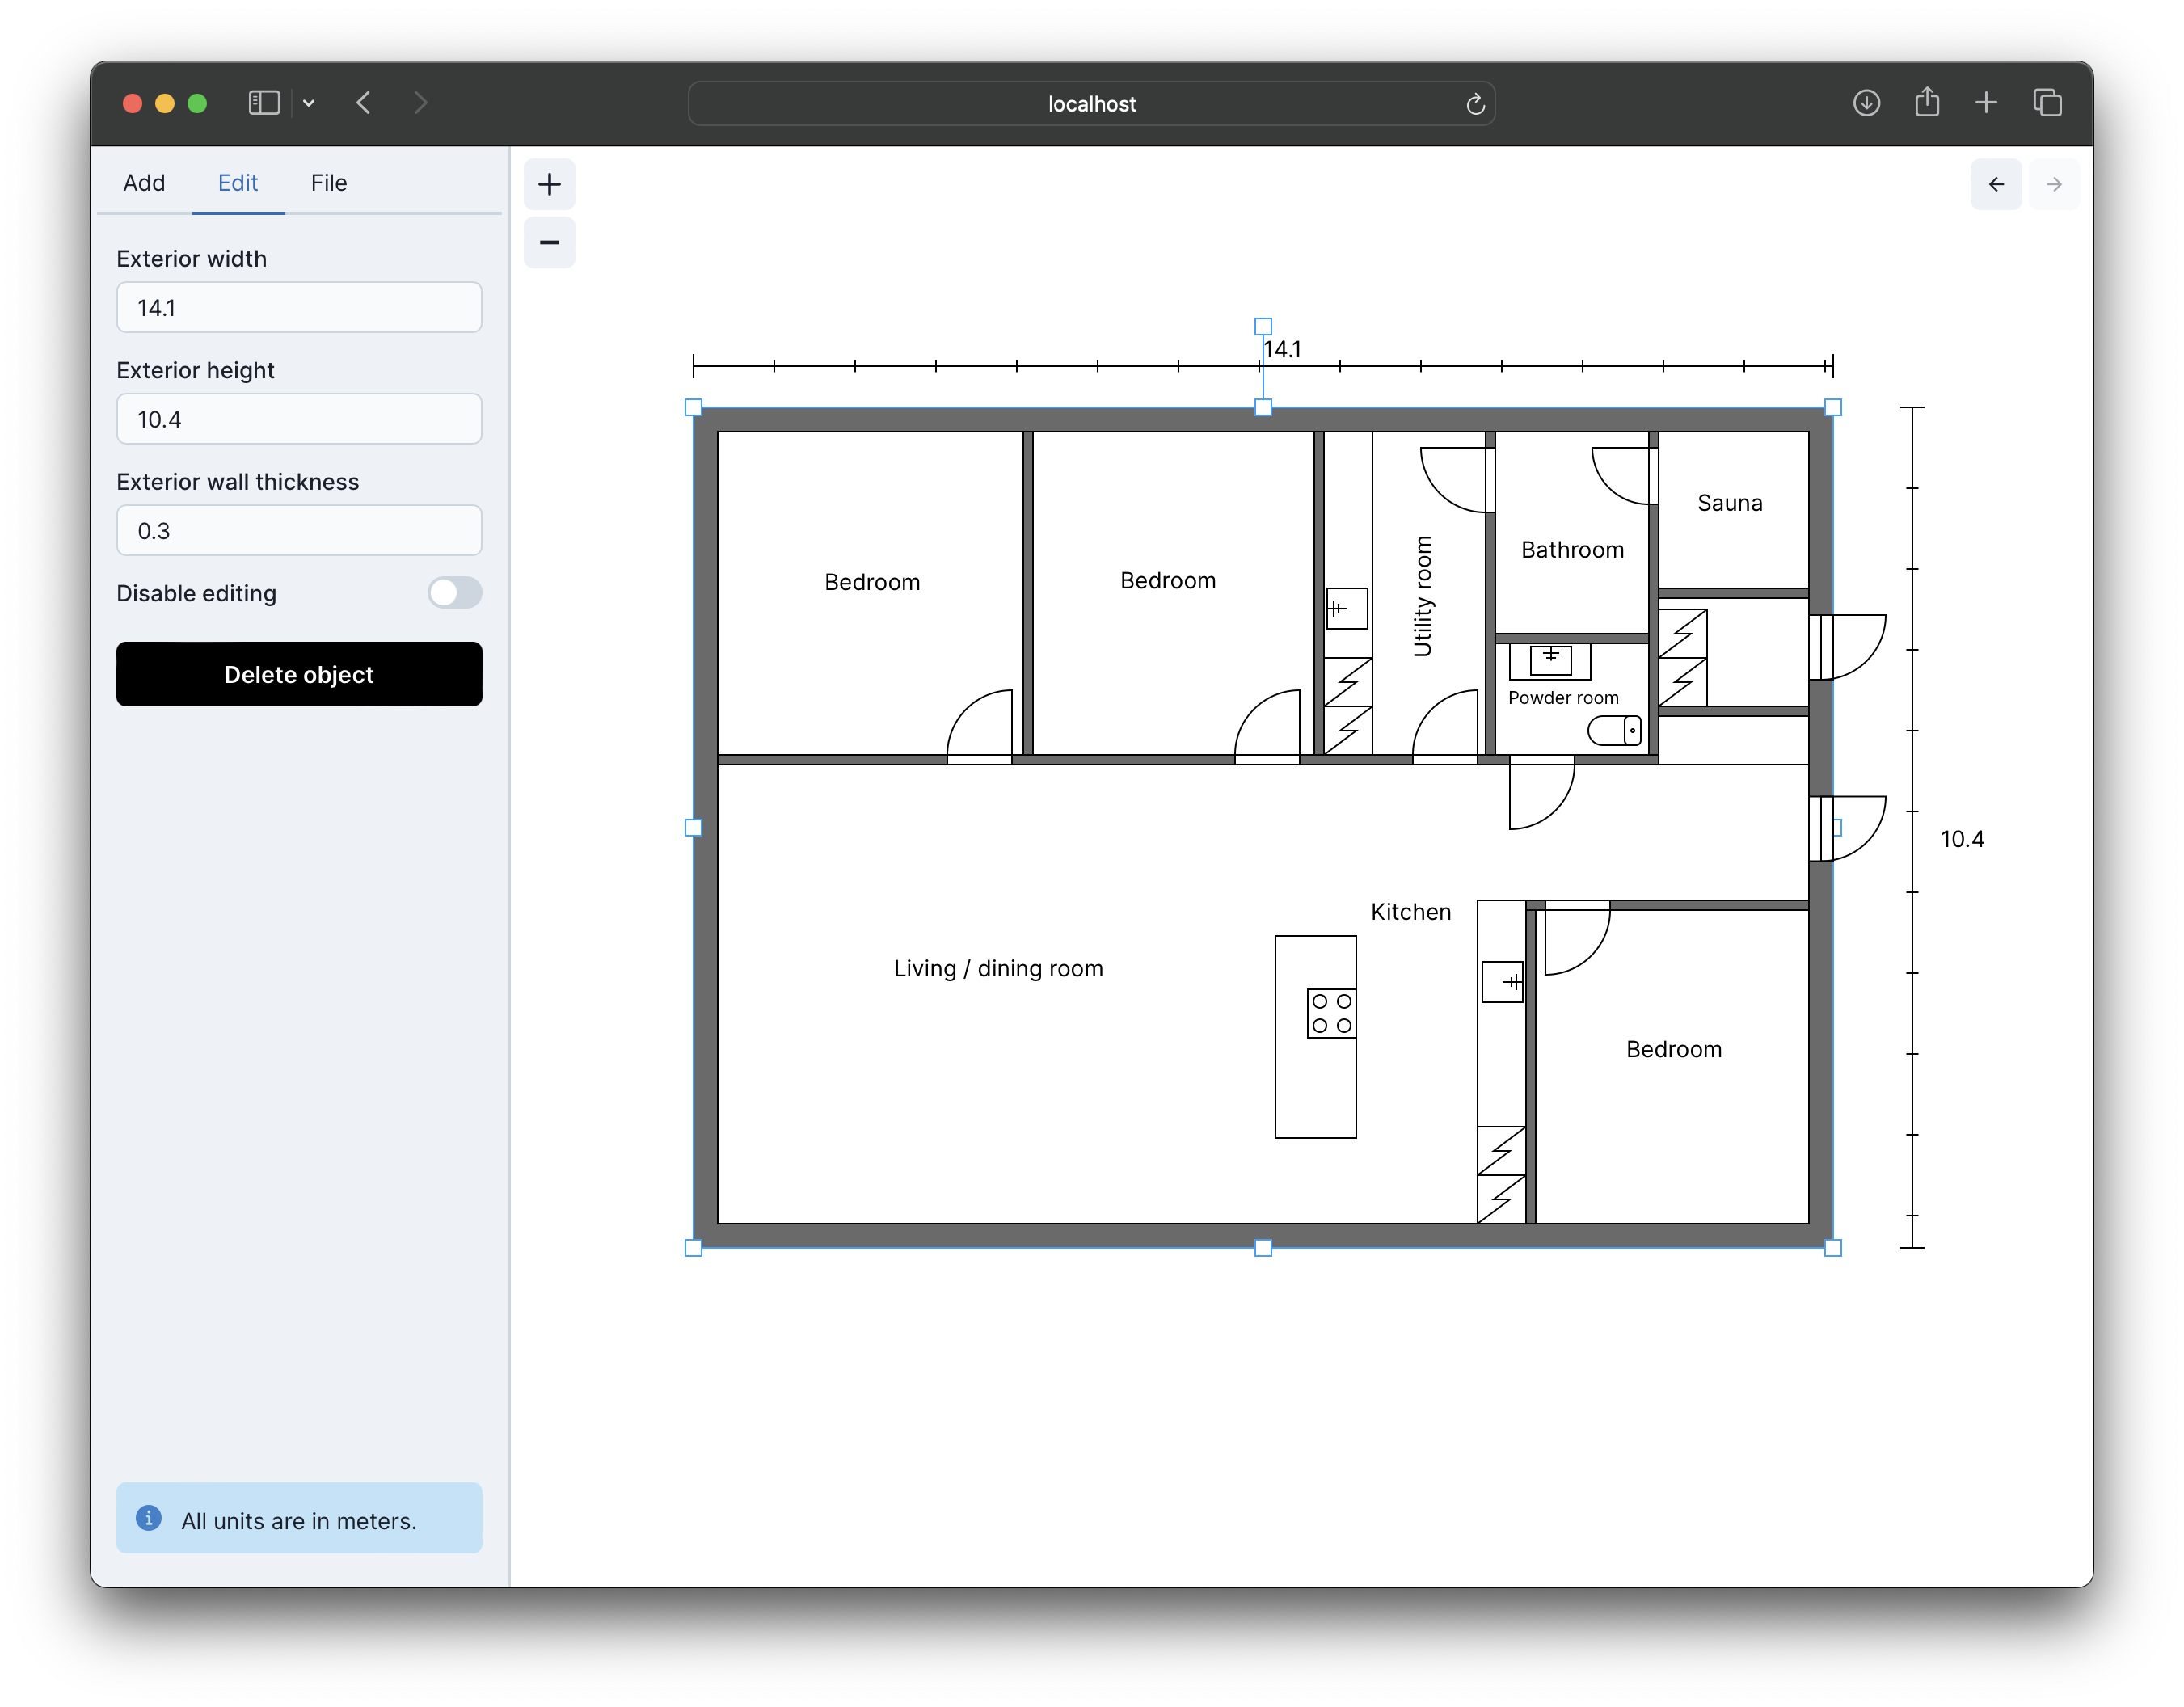 localhost
Add Edit File
Exterior width
14.1
Exterior height
10.4
Exterior wall thickness
0.3
Disable editing
Delete object
All units are in meters.
14.1
Sauna
Bathroom
Utility room
Bedroom
Bedroom
Powder room
10.4
Kitchen
Living / dining room
Bedroom